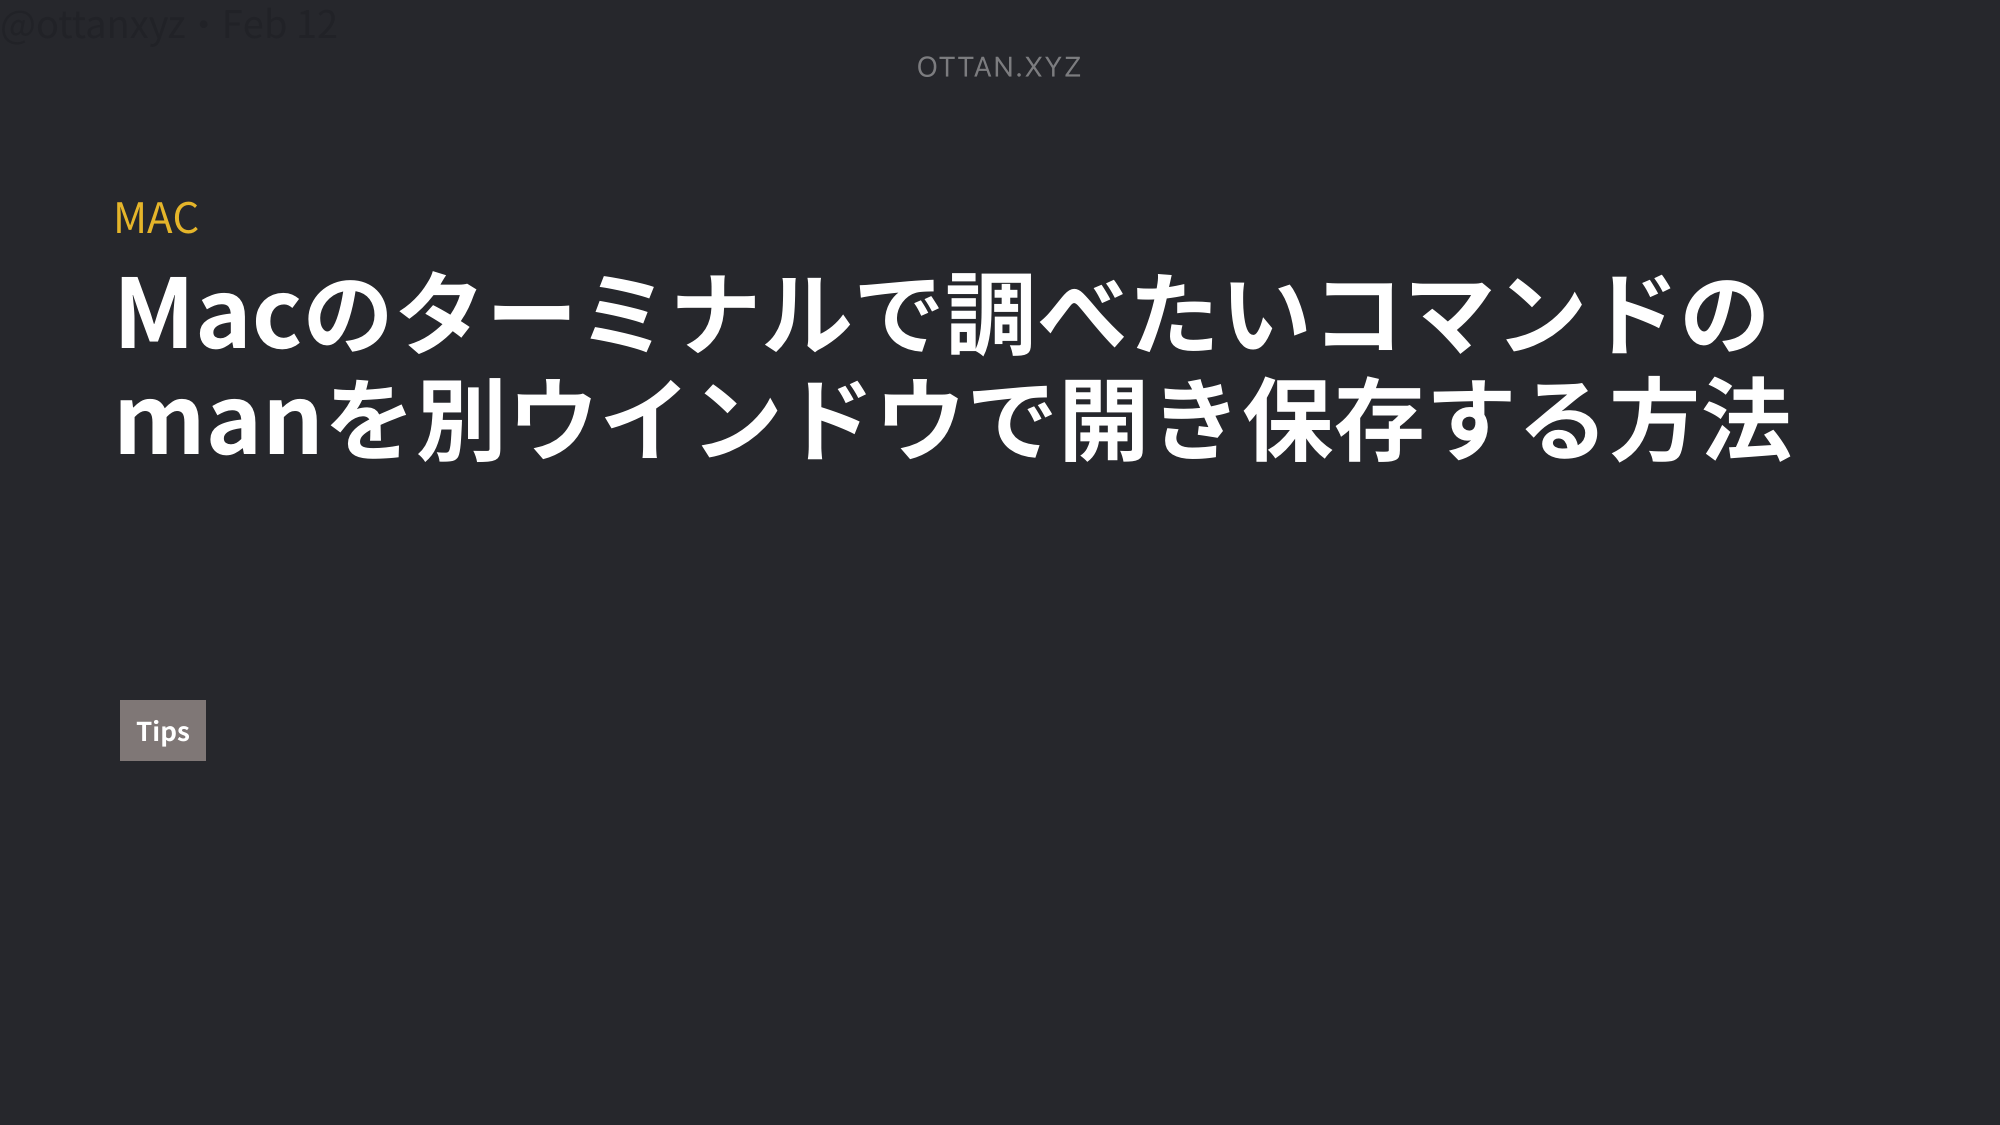 @ottanxyz・Feb 12
OTTAN.XYZ
MAC
Macのターミナルで調べたいコマンドの
manを別ウインドウで開き保存する方法
Tips